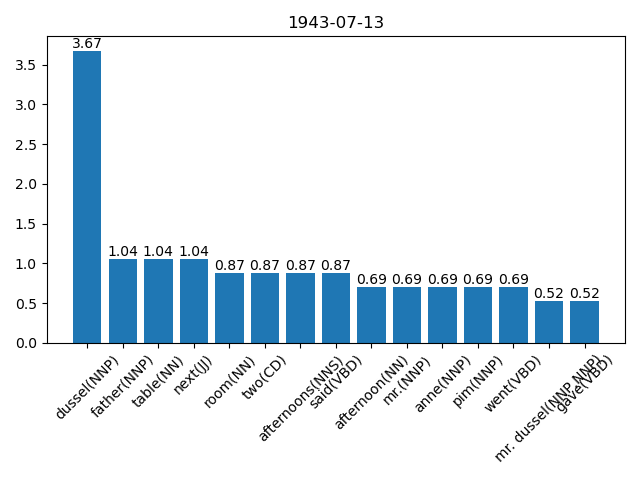 1943-07-13
3.67
1.04 1.04 1.04
0.87 0.87 0.87 0.87
0.69 0.69 0.69 0.69 0.69
0.52 0.52
3.5
3.0
2.5
2.0
1.5
1.0
0.5
0.0
dussel(NNP)
father(NNP)
table(NN)
next(JJ)
room(NN)
two(CD)
afternoons(NNS)
said(VBD)
afternoon(NN)
mr.(NNP)
anne(NNP)
pim(NNP)
went(VBD)
mr. dussel(NNP NNP)
gave(VBD)